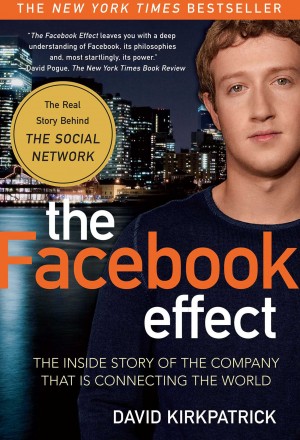 THE NEW YORK TIMES BESTSELLER
"The Facebook Effect leaves you with a deep
understanding of Facebook, its philosophies
and, most startlingly, its power."
David Pogue, The New York Times Book Review
The Real
Story Behind
THE SOCIAL
NETWORK
the
Facebook
effect
THE INSIDE STORY OF THE COMPANY
THAT IS CONNECTING THE WORLD
DAVID KIRKPATRICK